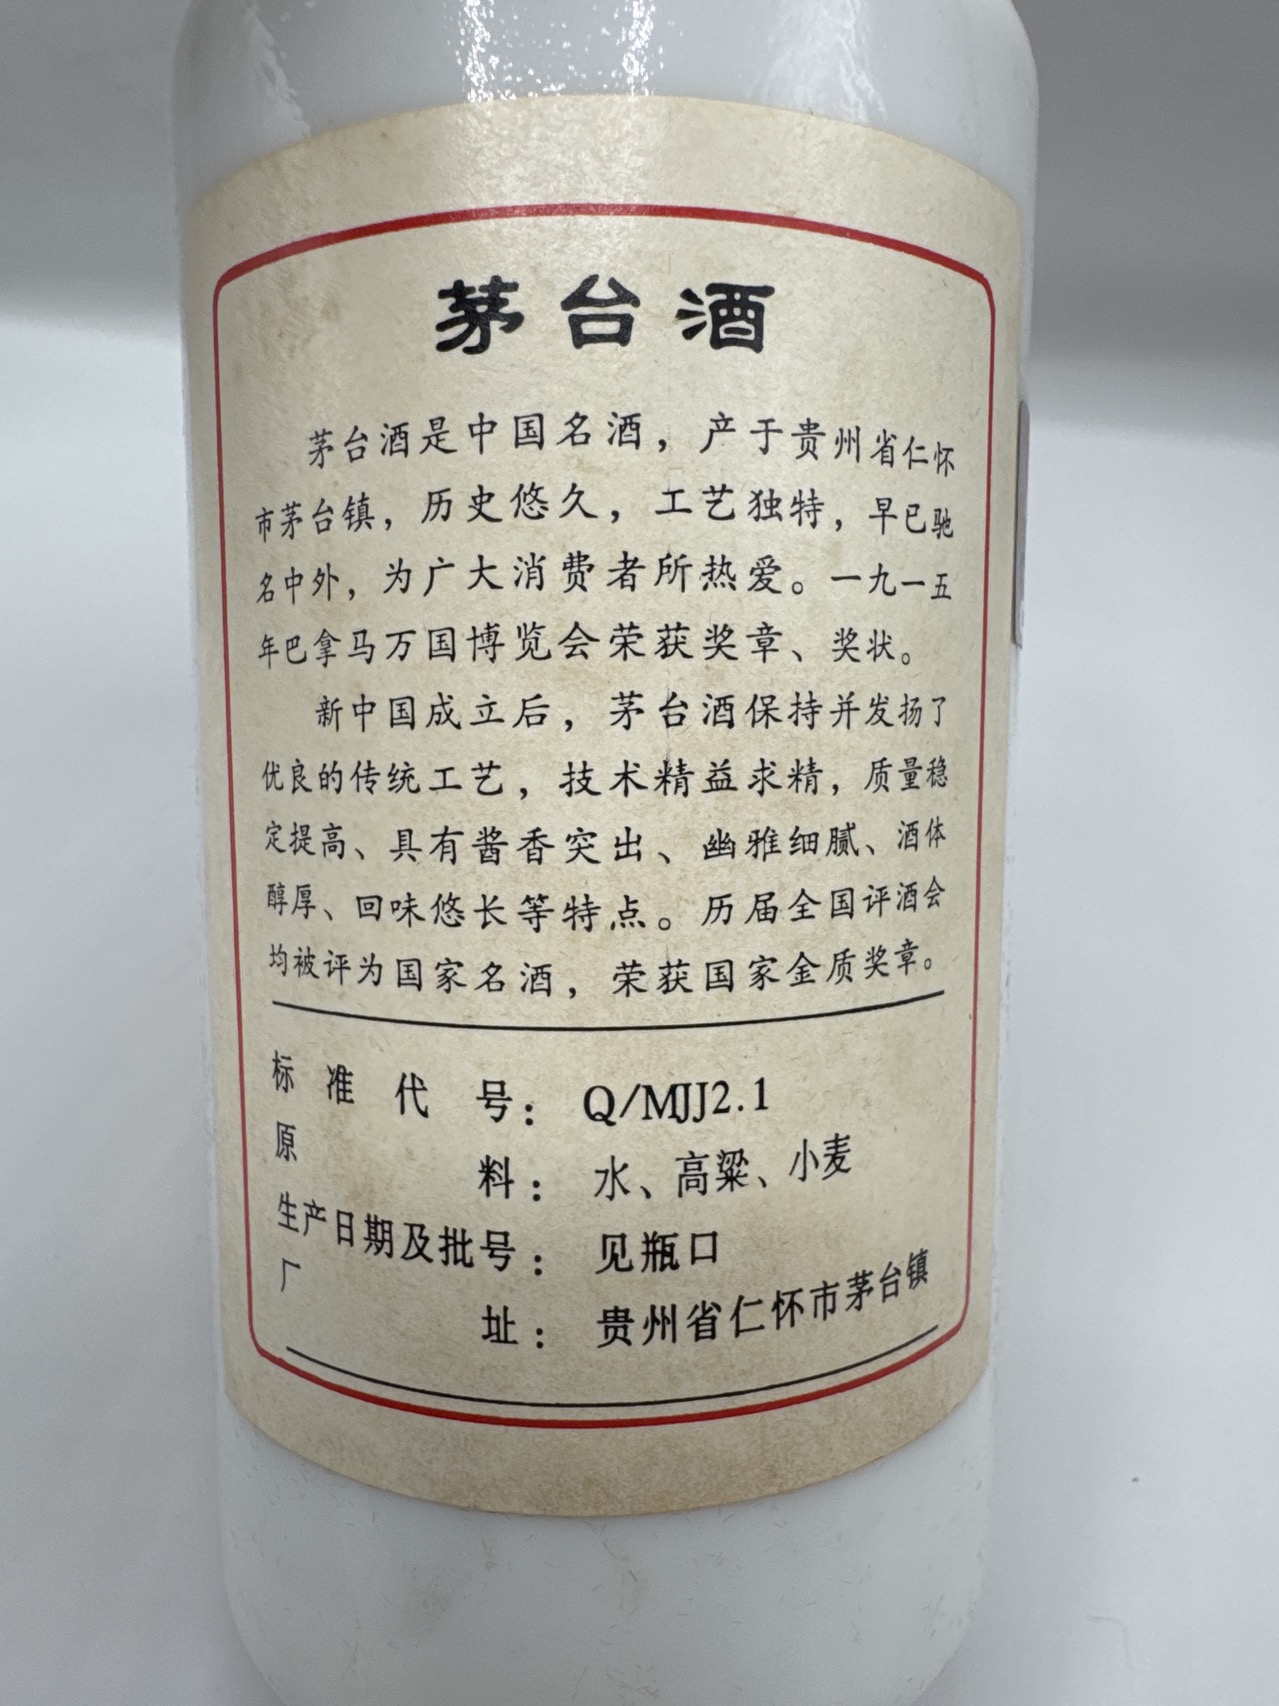 茅台酒
茅台酒是中国名酒，产于贵州省仁怀
市茅台镇，历史悠久，工艺独特，早已驰
名中外，为广大消费者所热爱。一九一五
年巴拿马万国博览会荣获奖章、奖状。
新中国成立后，茅台酒保持并发扬了
优良的传统工艺，技术精益求精，质量稳
定提高、具有酱香突出、幽雅细腻、酒体
醇厚、回味悠长等特点。历届全国评酒会
均被评为国家名酒，荣获国家金质奖章。
标准代号：Q/MJJ2.1
原料：水、高粱、小麦
生产日期及批号：见瓶口
厂址：贵州省仁怀市茅台镇